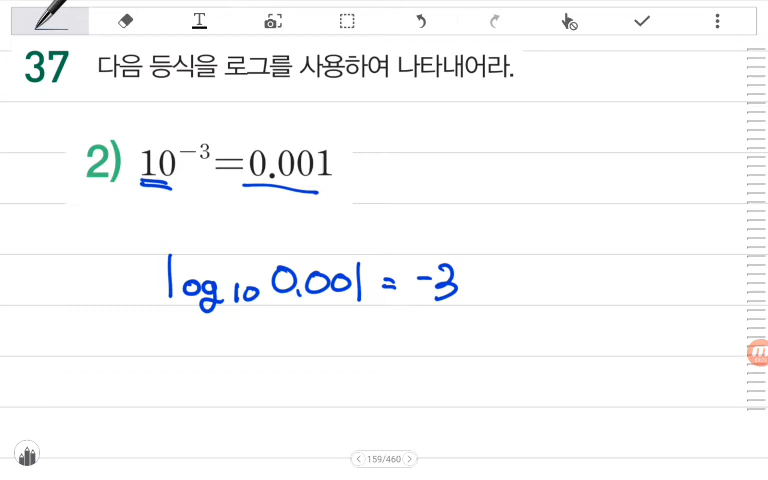 T
37 다음 등식을 로그를 사용하여 나타내어라.
2) 10⁻³=0.001
log₁₀ 0.001 = -3
159/460